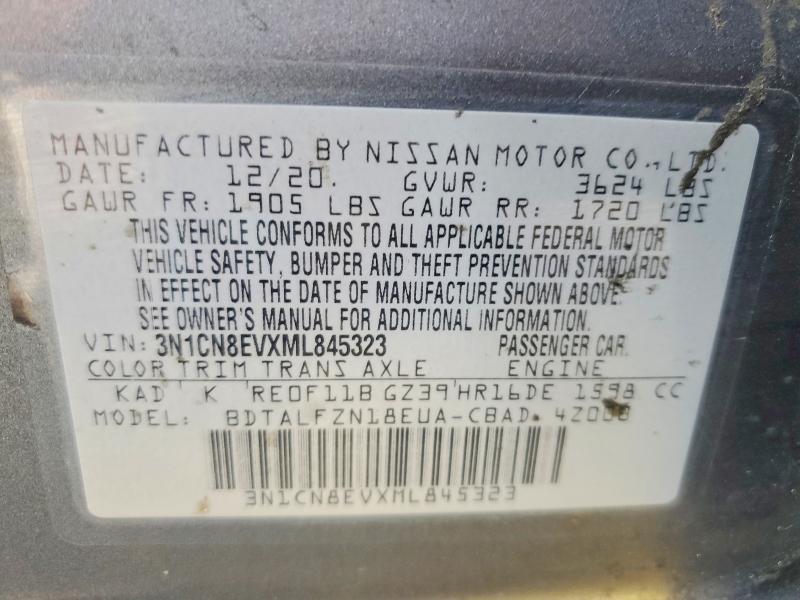 MANUFACTURED BY NISSAN MOTOR CO., LTD.
DATE: 12/20. GVWR: 3624 LBS
GAWR FR: 1905 LBS GAWR RR: 1720 LBS
THIS VEHICLE CONFORMS TO ALL APPLICABLE FEDERAL MOTOR
VEHICLE SAFETY, BUMPER AND THEFT PREVENTION STANDARDS
IN EFFECT ON THE DATE OF MANUFACTURE SHOWN ABOVE.
SEE OWNER'S MANUAL FOR ADDITIONAL INFORMATION.
VIN: 3N1CN8EVXML845323 PASSENGER CAR.
COLOR TRIM TRANS AXLE ENGINE
KAD K RE0F11B GZ39 HR16DE 1598 CC
MODEL: BDTALFZN18EUA-CBAD. 4Z000
3N1CN8EVXML845323